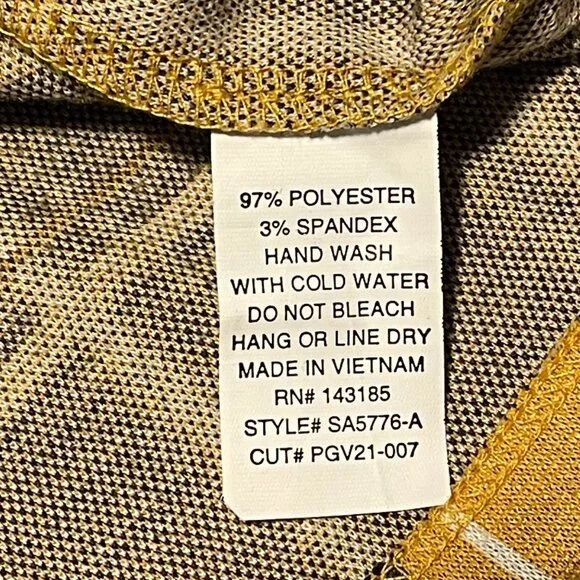 97% POLYESTER
3% SPANDEX
HAND WASH
WITH COLD WATER
DO NOT BLEACH
HANG OR LINE DRY
MADE IN VIETNAM
RN# 143185
STYLE# SA5776-A
CUT# PGV21-007